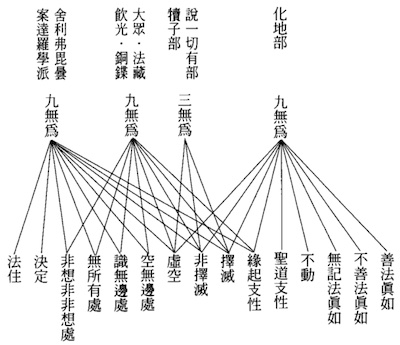 化地部
說一切有部
犢子部
大眾・法藏
飲光・銅鍱
舍利弗毘曇
案達羅學派
九無爲
三無爲
九無爲
九無爲
善法眞如
不善法眞如
無記法眞如
不動
聖道支性
緣起支性
擇滅
非擇滅
虛空
空無邊處
識無邊處
無所有處
非想非非想處
決定
法住